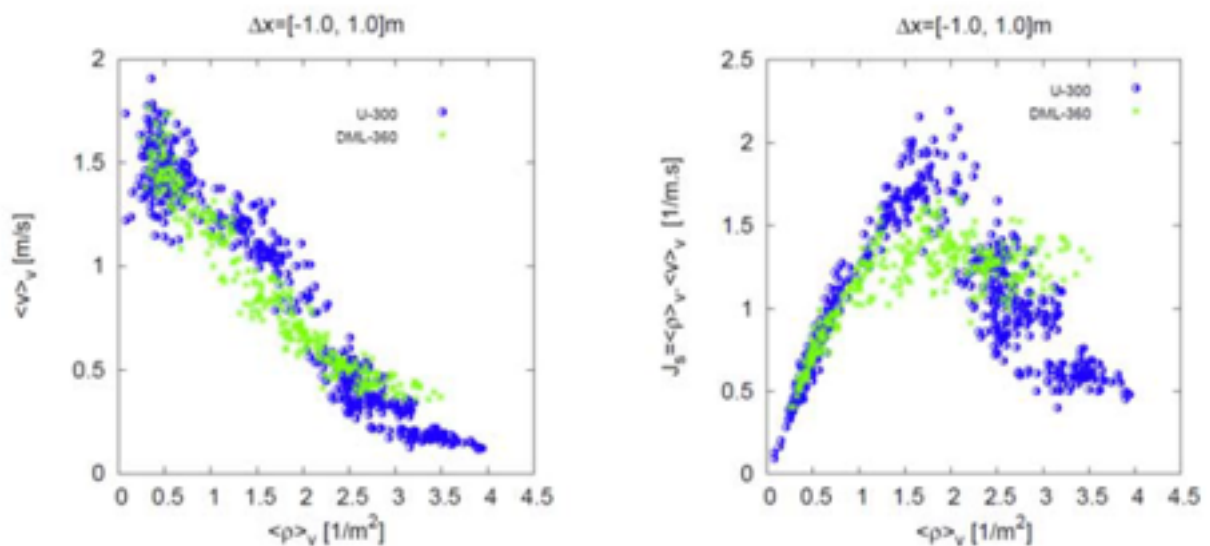 Δx=[-1.0, 1.0]m
2
1.5
1
0.5
0
<v>v [m/s]
U-300
DML-360
0 0.5 1 1.5 2 2.5 3 3.5 4 4.5
<ρ>v [1/m²]
Δx=[-1.0, 1.0]m
2.5
2
1.5
1
0.5
0
Js=<ρ>v.<v>v [1/m.s]
U-300
DML-360
0 0.5 1 1.5 2 2.5 3 3.5 4 4.5
<ρ>v [1/m²]